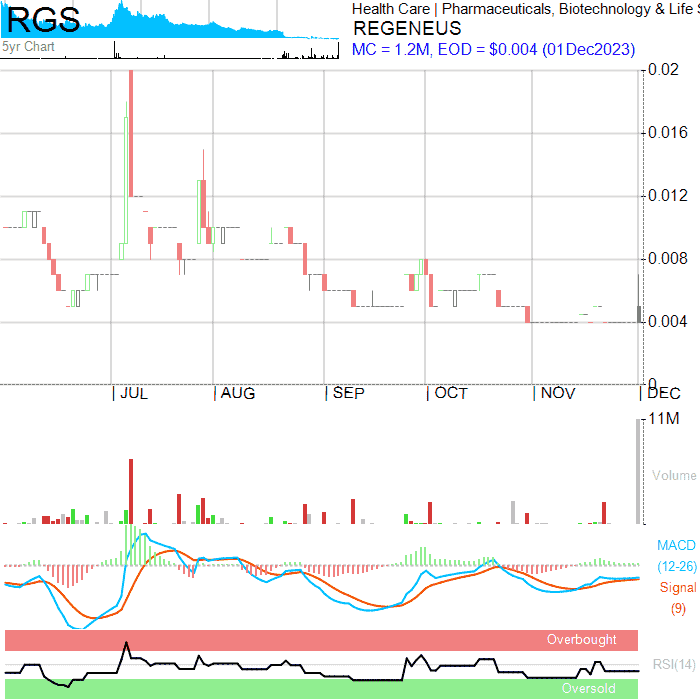 RGS
5yr Chart
Health Care | Pharmaceuticals, Biotechnology & Life
REGENEUS
MC = 1.2M, EOD = $0.004 (01Dec2023)
0.02
0.016
0.012
0.008
0.004
0
| JUL
| AUG
| SEP
| OCT
| NOV
| DEC
11M
Volume
MACD
(12-26)
Signal
(9)
Overbought
RSI(14)
Oversold